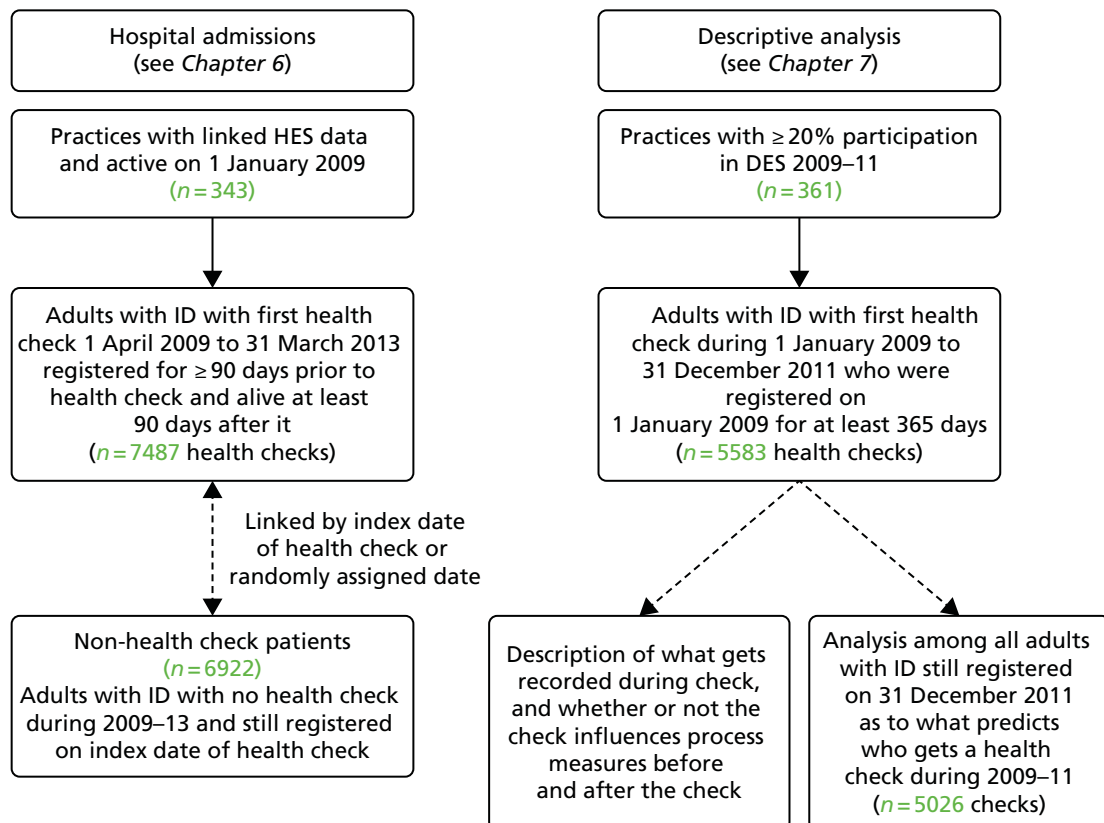 Hospital admissions
(see Chapter 6)
Practices with linked HES data
and active on 1 January 2009
(n=343)
Adults with ID with first health
check 1 April 2009 to 31 March 2013
registered for ≥90 days prior to
health check and alive at least
90 days after it
(n=7487 health checks)
Linked by index date
of health check or
randomly assigned date
Non-health check patients
(n=6922)
Adults with ID with no health check
during 2009–13 and still registered
on index date of health check
Descriptive analysis
(see Chapter 7)
Practices with ≥20% participation
in DES 2009–11
(n=361)
Adults with ID with first health
check during 1 January 2009 to
31 December 2011 who were
registered on
1 January 2009 for at least 365 days
(n=5583 health checks)
Description of what gets
recorded during check,
and whether or not the
check influences process
measures before
and after the check
Analysis among all adults
with ID still registered
on 31 December 2011
as to what predicts
who gets a health
check during 2009–11
(n=5026 checks)